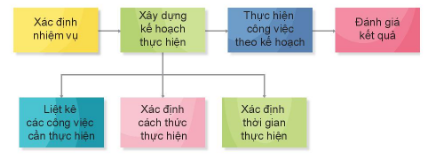 Xác định
nhiệm vụ
Xây dựng
kế hoạch
thực hiện
Thực hiện
công việc
theo kế hoạch
Đánh giá
kết quả
Liệt kê
các công việc
cần thực hiện
Xác định
cách thức
thực hiện
Xác định
thời gian
thực hiện